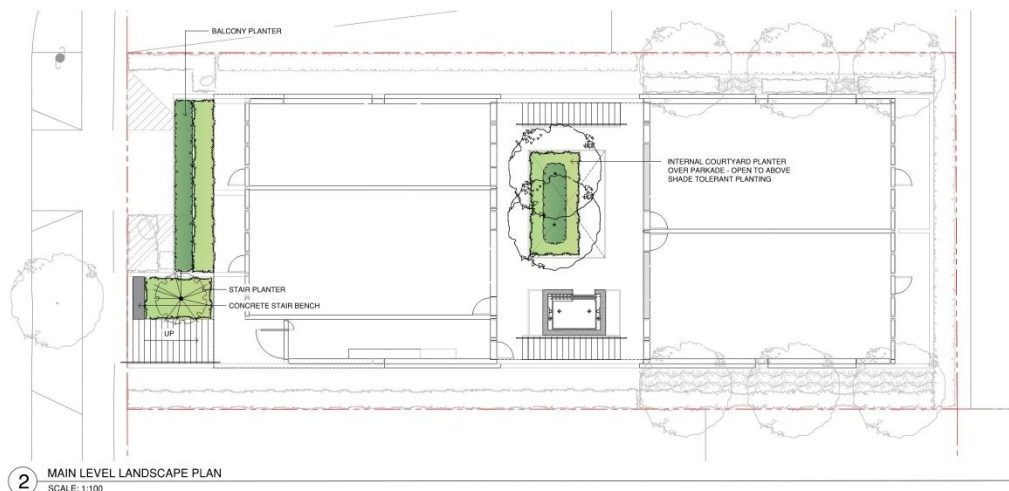 BALCONY PLANTER
INTERNAL COURTYARD PLANTER
OVER PARKADE - OPEN TO ABOVE
SHADE TOLERANT PLANTING
STAIR PLANTER
CONCRETE STAIR BENCH
UP
2
MAIN LEVEL LANDSCAPE PLAN
SCALE: 1:100